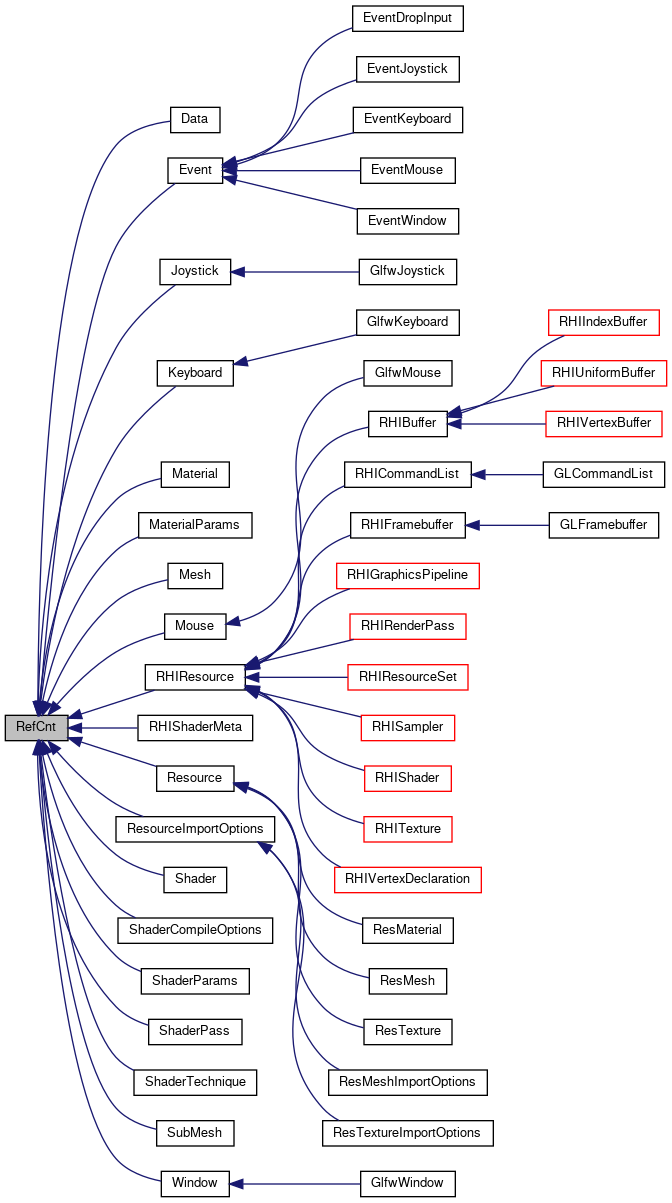 EventDropInput
EventJoystick
Data
EventKeyboard
Event
EventMouse
EventWindow
Joystick
GlfwJoystick
GlfwKeyboard
RHIIndexBuffer
Keyboard
GlfwMouse
RHIUniformBuffer
RHIBuffer
RHIVertexBuffer
Material
RHICommandList
GLCommandList
MaterialParams
RHIFramebuffer
GLFramebuffer
Mesh
RHIGraphicsPipeline
Mouse
RHIRenderPass
RHIResource
RHIResourceSet
RefCnt
RHIShaderMeta
RHISampler
Resource
RHIShader
ResourceImportOptions
RHITexture
Shader
RHIVertexDeclaration
ShaderCompileOptions
ResMaterial
ShaderParams
ResMesh
ShaderPass
ResTexture
ShaderTechnique
ResMeshImportOptions
SubMesh
ResTextureImportOptions
Window
GlfwWindow